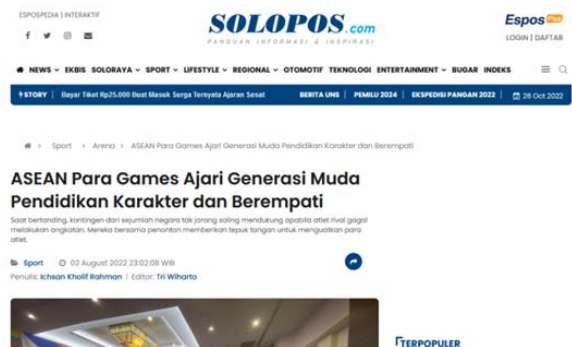 ESPOSPEDIA | INTERAKTIF
SOLOPOS.com
PANDUAN INFORMASI & INSPIRASI
Espos Plus
LOGIN | DAFTAR
NEWS EKBIS SOLORAYA SPORT LIFESTYLE REGIONAL OTOMOTIF TEKNOLOGI ENTERTAINMENT BUGAR INDEKS
STORY | Bayar Tiket Rp25.000 Buat Masuk Surga Ternyata Ajaran Sesat BERITA UNS | PEMILU 2024 | EKSPEDISI PANGAN 2022 | 26 Oct 2022
> Sport > Arena > ASEAN Para Games Ajari Generasi Muda Pendidikan Karakter dan Berempati
ASEAN Para Games Ajari Generasi Muda
Pendidikan Karakter dan Berempati
Saat bertanding, kontingen dari sejumlah negara tak jarang saling mendukung apabila atlet rival gagal
melakukan angkatan. Mereka bersama penonton memberikan tepuk tangan untuk menguatkan para
atlet.
Sport 02 August 2022 23:02:08 WIB
Penulis: Ichsan Kholif Rahman | Editor: Tri Wiharto
TERPOPULER